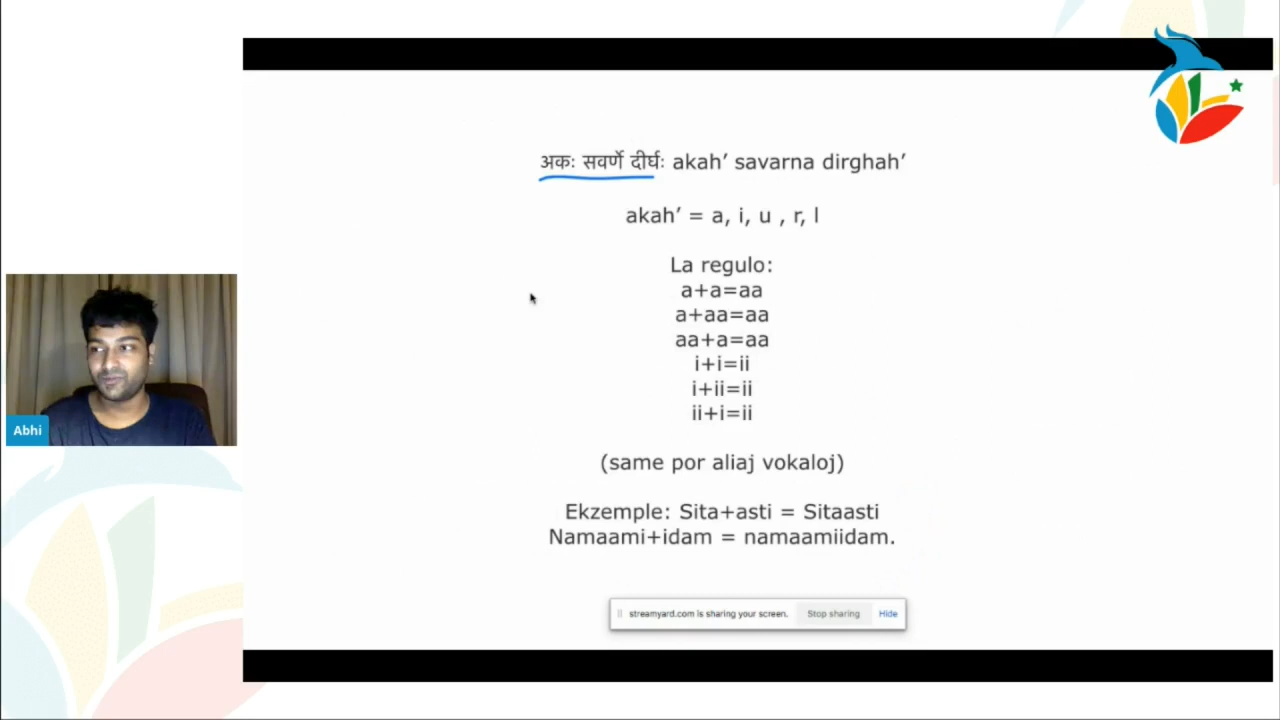 अकः सवर्णे दीर्घः akah’ savarna dirghah’
akah’ = a, i, u , r, l
La regulo:
a+a=aa
a+aa=aa
aa+a=aa
i+i=ii
i+ii=ii
ii+i=ii
(same por aliaj vokaloj)
Ekzemple: Sita+asti = Sitaasti
Namaami+idam = namaamiidam.
Abhi
streamyard.com is sharing your screen. Stop sharing Hide